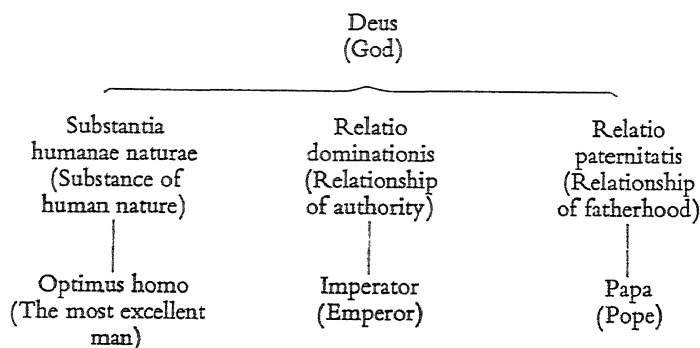 Deus
(God)
Substantia
humanae naturae
(Substance of
human nature)
Relatio
dominationis
(Relationship
of authority)
Relatio
paternitatis
(Relationship
of fatherhood)
Optimus homo
(The most excellent
man)
Imperator
(Emperor)
Papa
(Pope)